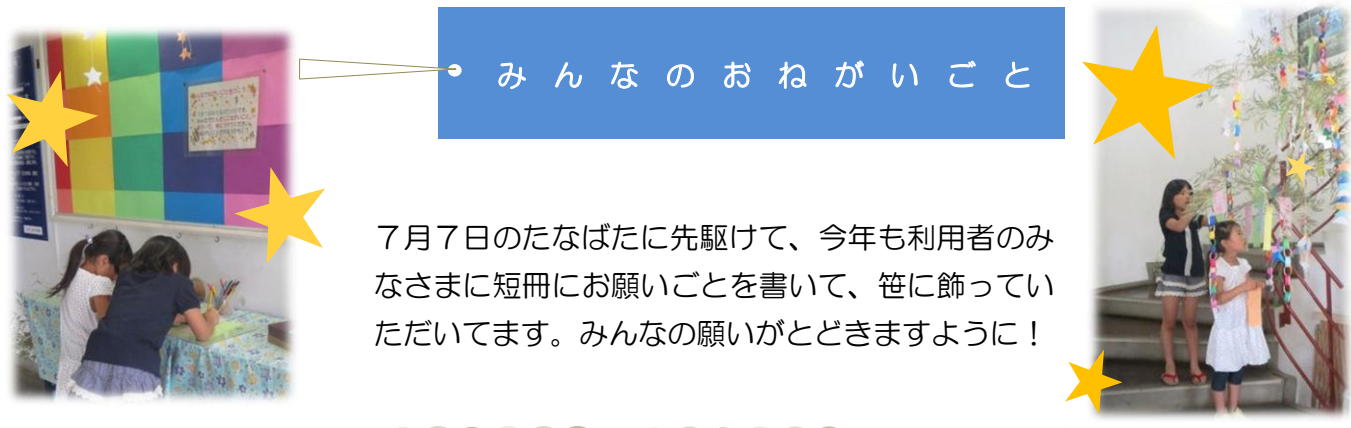 みんなのおねがいごと
７月７日のたなばたに先駆けて、今年も利用者のみ
なさまに短冊にお願いごとを書いて、笹に飾ってい
ただいてます。みんなの願いがとどきますように！